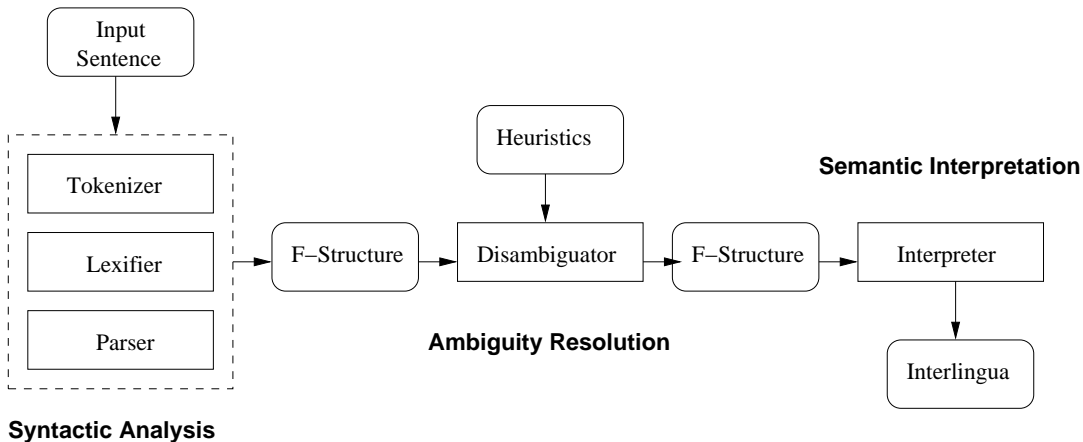 Input
Sentence
Heuristics
Semantic Interpretation
Tokenizer
Lexifier
Parser
F−Structure
Disambiguator
F−Structure
Interpreter
Ambiguity Resolution
Interlingua
Syntactic Analysis